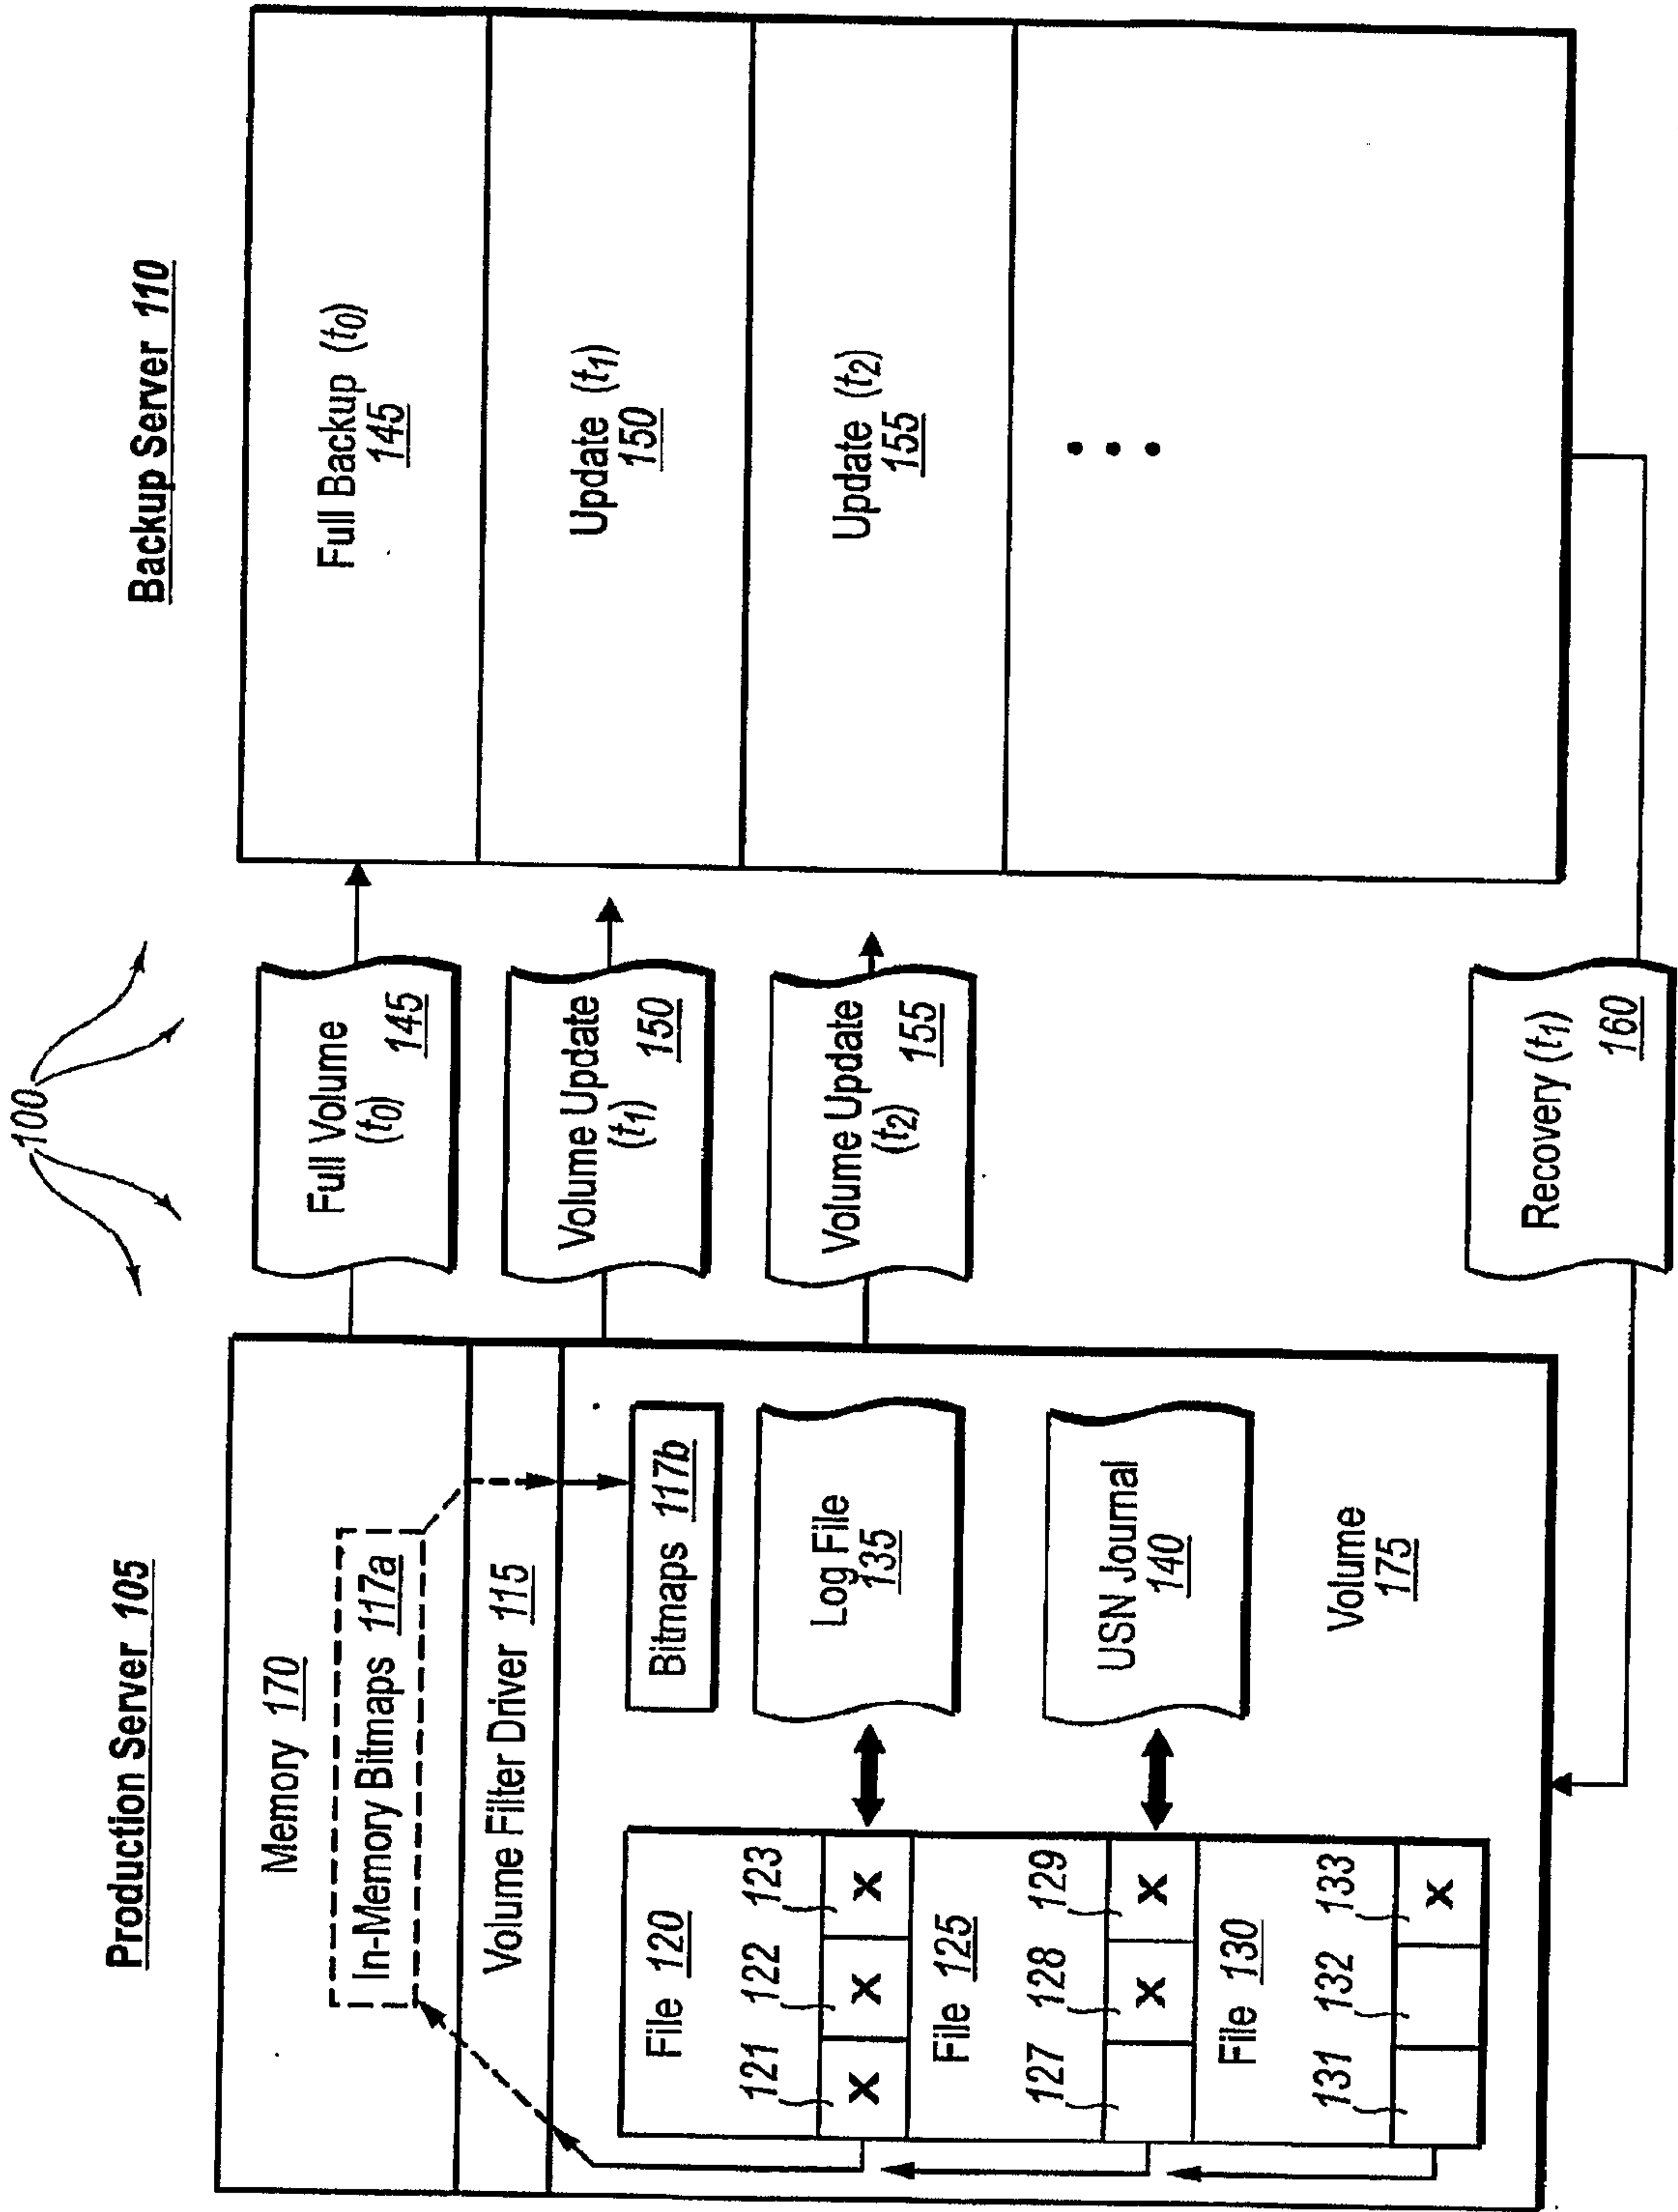 100
Production Server 105
Backup Server 110
Memory 170
In-Memory Bitmaps 117a
Volume Filter Driver 115
File 120
121
122
123
X
X
X
File 125
127
128
129
X
X
File 130
131
132
133
X
Bitmaps 117b
Log File
135
USN Journal
140
Volume
175
Full Volume
(t0)
145
Volume Update
(t1)
150
Volume Update
(t2)
155
Recovery (t1)
160
Full Backup (t0)
145
Update (t1)
150
Update (t2)
155